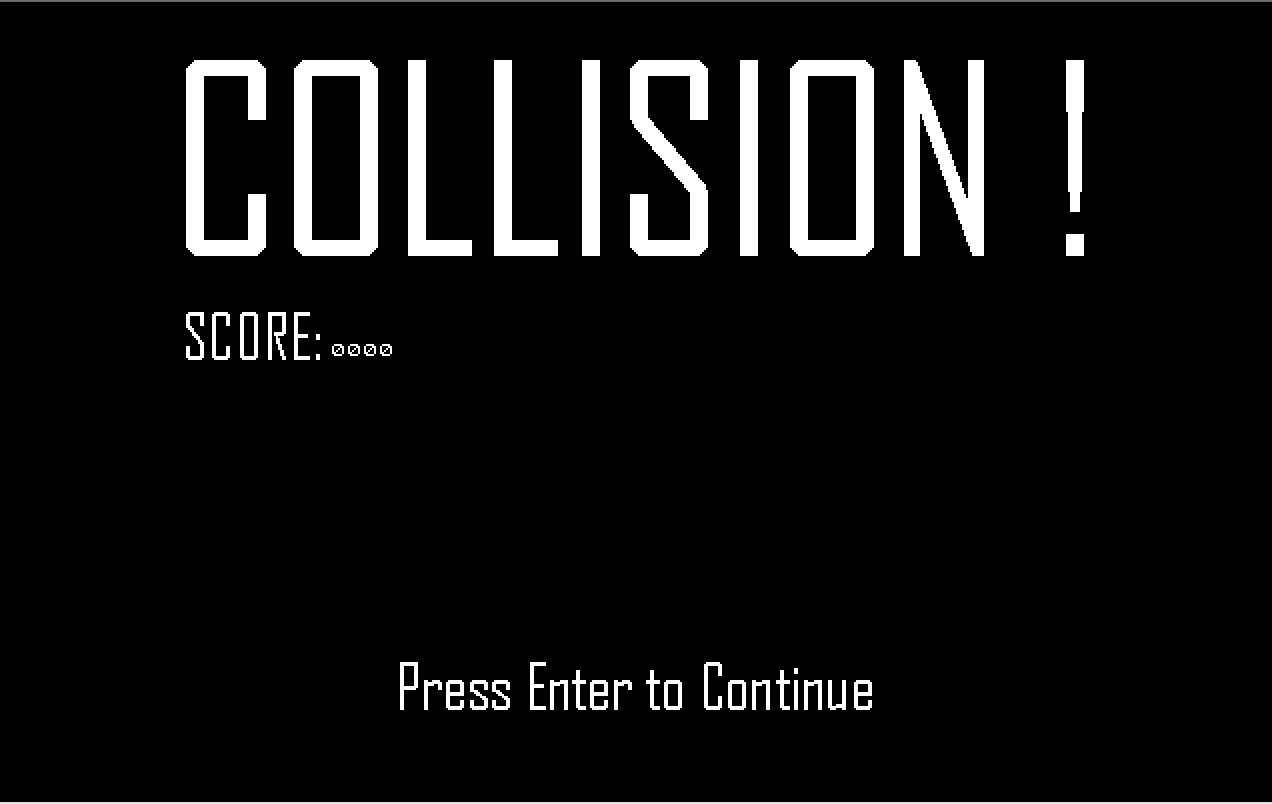 COLLISION !
SCORE: 0000
Press Enter to Continue